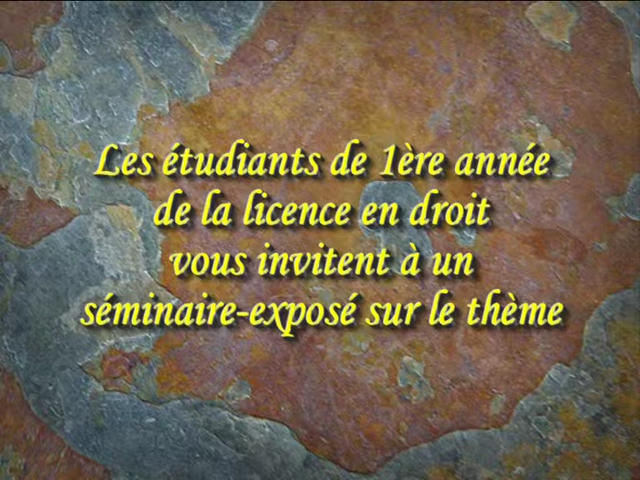 Les étudiants de 1ère année
de la licence en droit
vous invitent à un
séminaire-exposé sur le thème